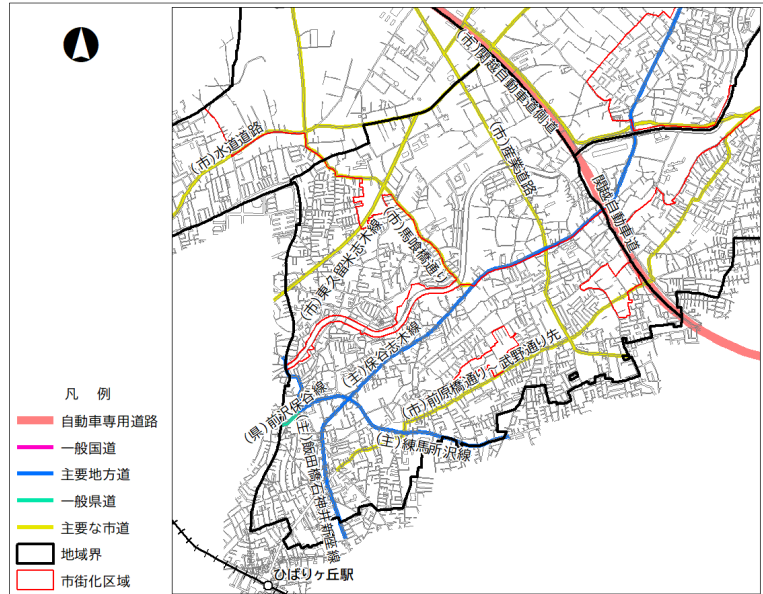 (市)関越自動車道側道
(市)水道道路
(市)産業道路
関越自動車道
(市)馬喰橋通り
(市)東久留米志木線
(主)保谷志木線
(市)前原橋通り~武野通り先
(県)前沢保谷線
(主)飯田橋石神井新座線
(主)練馬所沢線
ひばりヶ丘駅
凡 例
自動車専用道路
一般国道
主要地方道
一般県道
主要な市道
地域界
市街化区域